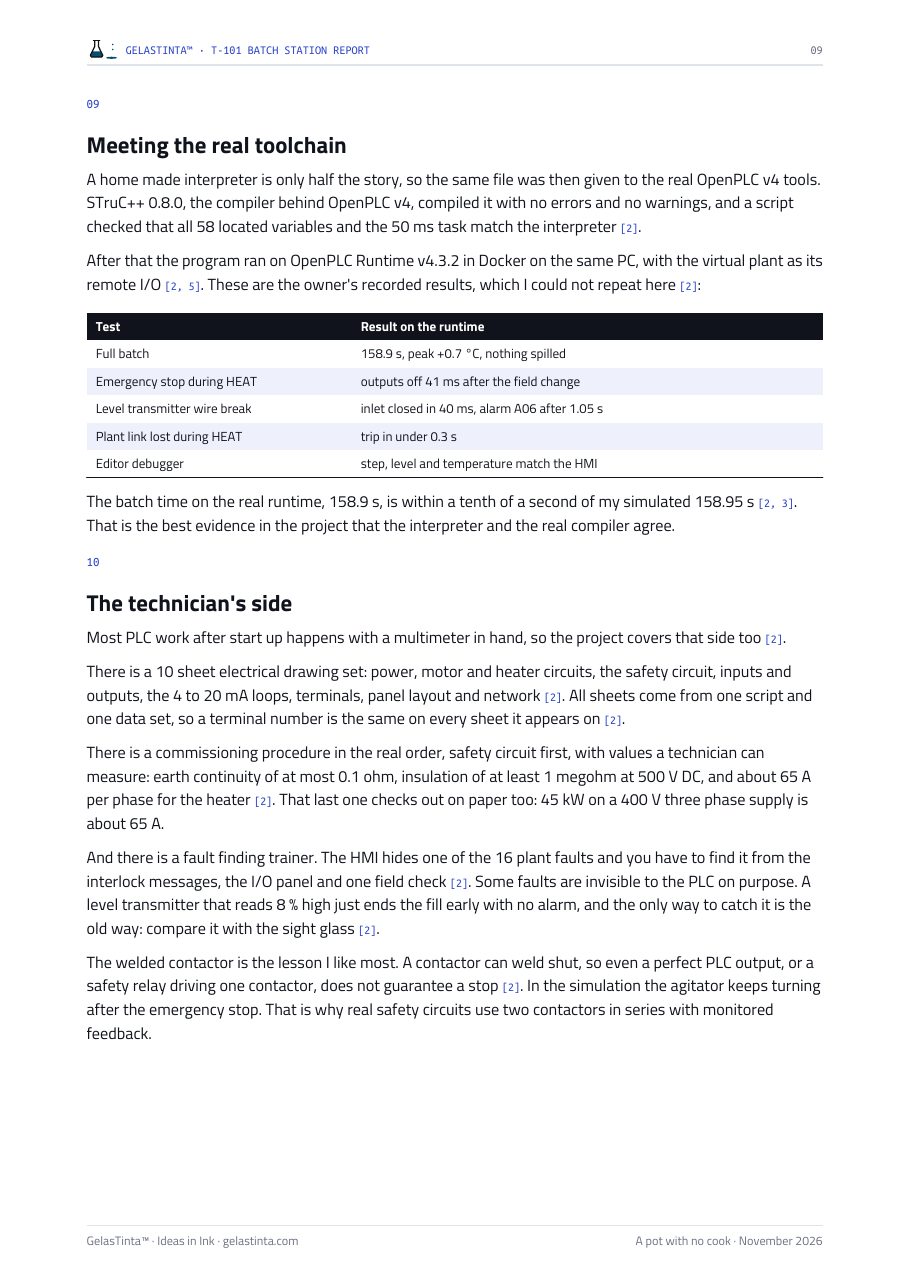 GELASTINTA™ · T-101 BATCH STATION REPORT 09
09
Meeting the real toolchain
A home made interpreter is only half the story, so the same file was then given to the real OpenPLC v4 tools.
STruC++ 0.8.0, the compiler behind OpenPLC v4, compiled it with no errors and no warnings, and a script
checked that all 58 located variables and the 50 ms task match the interpreter [2].
After that the program ran on OpenPLC Runtime v4.3.2 in Docker on the same PC, with the virtual plant as its
remote I/O [2, 5]. These are the owner's recorded results, which I could not repeat here [2]:
Test Result on the runtime
Full batch 158.9 s, peak +0.7 °C, nothing spilled
Emergency stop during HEAT outputs off 41 ms after the field change
Level transmitter wire break inlet closed in 40 ms, alarm A06 after 1.05 s
Plant link lost during HEAT trip in under 0.3 s
Editor debugger step, level and temperature match the HMI
The batch time on the real runtime, 158.9 s, is within a tenth of a second of my simulated 158.95 s [2, 3].
That is the best evidence in the project that the interpreter and the real compiler agree.
10
The technician's side
Most PLC work after start up happens with a multimeter in hand, so the project covers that side too [2].
There is a 10 sheet electrical drawing set: power, motor and heater circuits, the safety circuit, inputs and
outputs, the 4 to 20 mA loops, terminals, panel layout and network [2]. All sheets come from one script and
one data set, so a terminal number is the same on every sheet it appears on [2].
There is a commissioning procedure in the real order, safety circuit first, with values a technician can
measure: earth continuity of at most 0.1 ohm, insulation of at least 1 megohm at 500 V DC, and about 65 A
per phase for the heater [2]. That last one checks out on paper too: 45 kW on a 400 V three phase supply is
about 65 A.
And there is a fault finding trainer. The HMI hides one of the 16 plant faults and you have to find it from the
interlock messages, the I/O panel and one field check [2]. Some faults are invisible to the PLC on purpose. A
level transmitter that reads 8 % high just ends the fill early with no alarm, and the only way to catch it is the
old way: compare it with the sight glass [2].
The welded contactor is the lesson I like most. A contactor can weld shut, so even a perfect PLC output, or a
safety relay driving one contactor, does not guarantee a stop [2]. In the simulation the agitator keeps turning
after the emergency stop. That is why real safety circuits use two contactors in series with monitored
feedback.
GelasTinta™ · Ideas in Ink · gelastinta.com A pot with no cook · November 2026